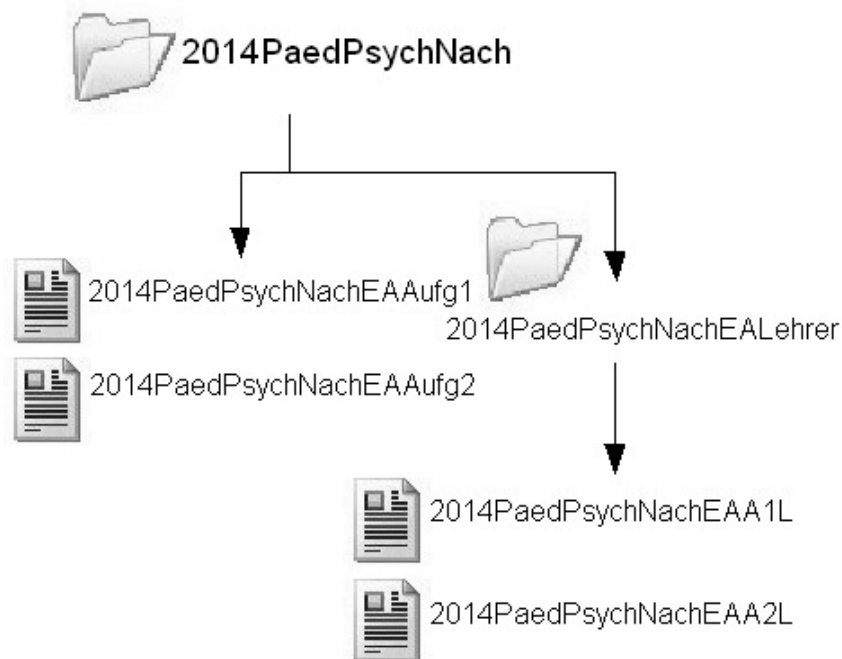 2014PaedPsychNach
2014PaedPsychNachEAAufg1
2014PaedPsychNachEALehrer
2014PaedPsychNachEAAufg2
2014PaedPsychNachEAA1L
2014PaedPsychNachEAA2L